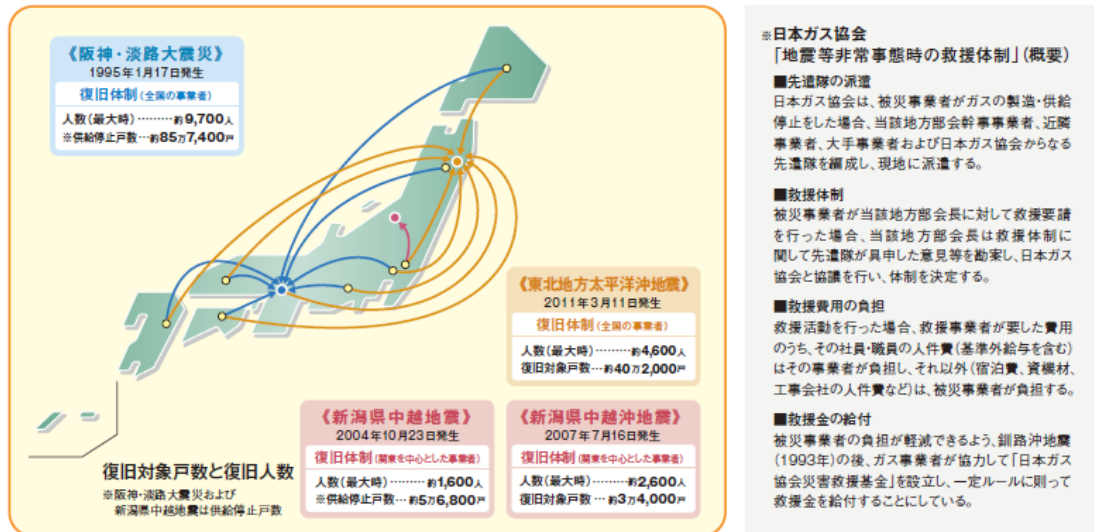 《阪神・淡路大震災》
1995年1月17日発生
復旧体制(全国の事業者)
人数(最大時)………約9,700人
※供給停止戸数…約85万7,400戸
《東北地方太平洋沖地震》
2011年3月11日発生
復旧体制(全国の事業者)
人数(最大時)………約4,600人
復旧対象戸数…約40万2,000戸
《新潟県中越地震》
2004年10月23日発生
復旧体制(関東を中心とした事業者)
人数(最大時)………約1,600人
※供給停止戸数…約5万6,800戸
《新潟県中越沖地震》
2007年7月16日発生
復旧体制(関東を中心とした事業者)
人数(最大時)………約2,600人
復旧対象戸数…約3万4,000戸
復旧対象戸数と復旧人数
※阪神・淡路大震災および
新潟県中越地震は供給停止戸数
※日本ガス協会
「地震等非常事態時の救援体制」(概要)
■先遣隊の派遣
日本ガス協会は、被災事業者がガスの製造・供給
停止をした場合、当該地方部会幹事事業者、近隣
事業者、大手事業者および日本ガス協会からなる
先遣隊を編成し、現地に派遣する。
■救援体制
被災事業者が当該地方部会長に対して救援要請
を行った場合、当該地方部会長は救援体制に
関して先遣隊が具申した意見等を勘案し、日本ガス
協会と協議を行い、体制を決定する。
■救援費用の負担
救援活動を行った場合、救援事業者が要した費用
のうち、その社員・職員の人件費(基準外給与を含む)
はその事業者が負担し、それ以外(宿泊費、資機材、
工事会社の人件費など)は、被災事業者が負担する。
■救援金の給付
被災事業者の負担が軽減できるよう、釧路沖地震
(1993年)の後、ガス事業者が協力して「日本ガス
協会災害救援基金」を設立し、一定ルールに則って
救援金を給付することにしている。